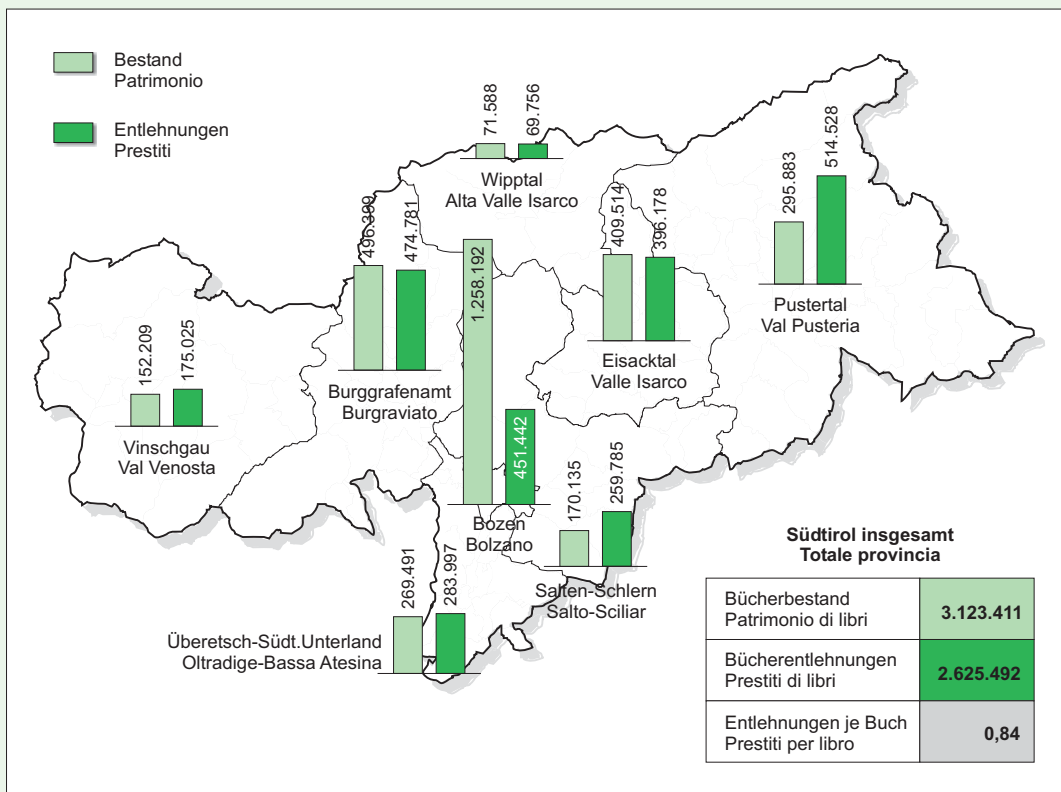 Bestand
Patrimonio
Entlehnungen
Prestiti
71.588
69.756
Wipptal
Alta Valle Isarco
295.883
514.528
Pustertal
Val Pusteria
409.514
396.178
Eisacktal
Valle Isarco
496.399
474.781
Burggrafenamt
Burgraviato
1.258.192
451.442
Bozen
Bolzano
152.209
175.025
Vinschgau
Val Venosta
170.135
259.785
Salten-Schlern
Salto-Sciliar
269.491
283.997
Überetsch-Südt.Unterland
Oltradige-Bassa Atesina
Südtirol insgesamt
Totale provincia
Bücherbestand
Patrimonio di libri
3.123.411
Bücherentlehnungen
Prestiti di libri
2.625.492
Entlehnungen je Buch
Prestiti per libro
0,84